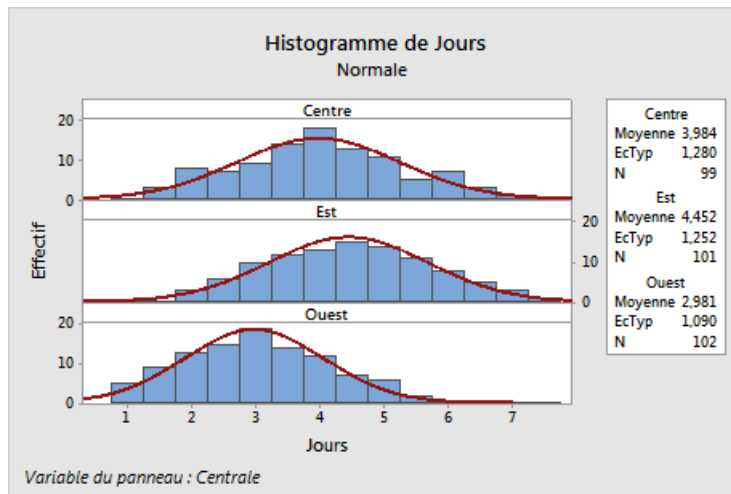 Histogramme de Jours
Normale
Centre
20
10
0
Est
20
10
0
Ouest
20
10
0
1 2 3 4 5 6 7
Effectif
Jours
Centre
Moyenne 3,984
EcTyp 1,280
N 99
Est
Moyenne 4,452
EcTyp 1,252
N 101
Ouest
Moyenne 2,981
EcTyp 1,090
N 102
Variable du panneau : Centrale